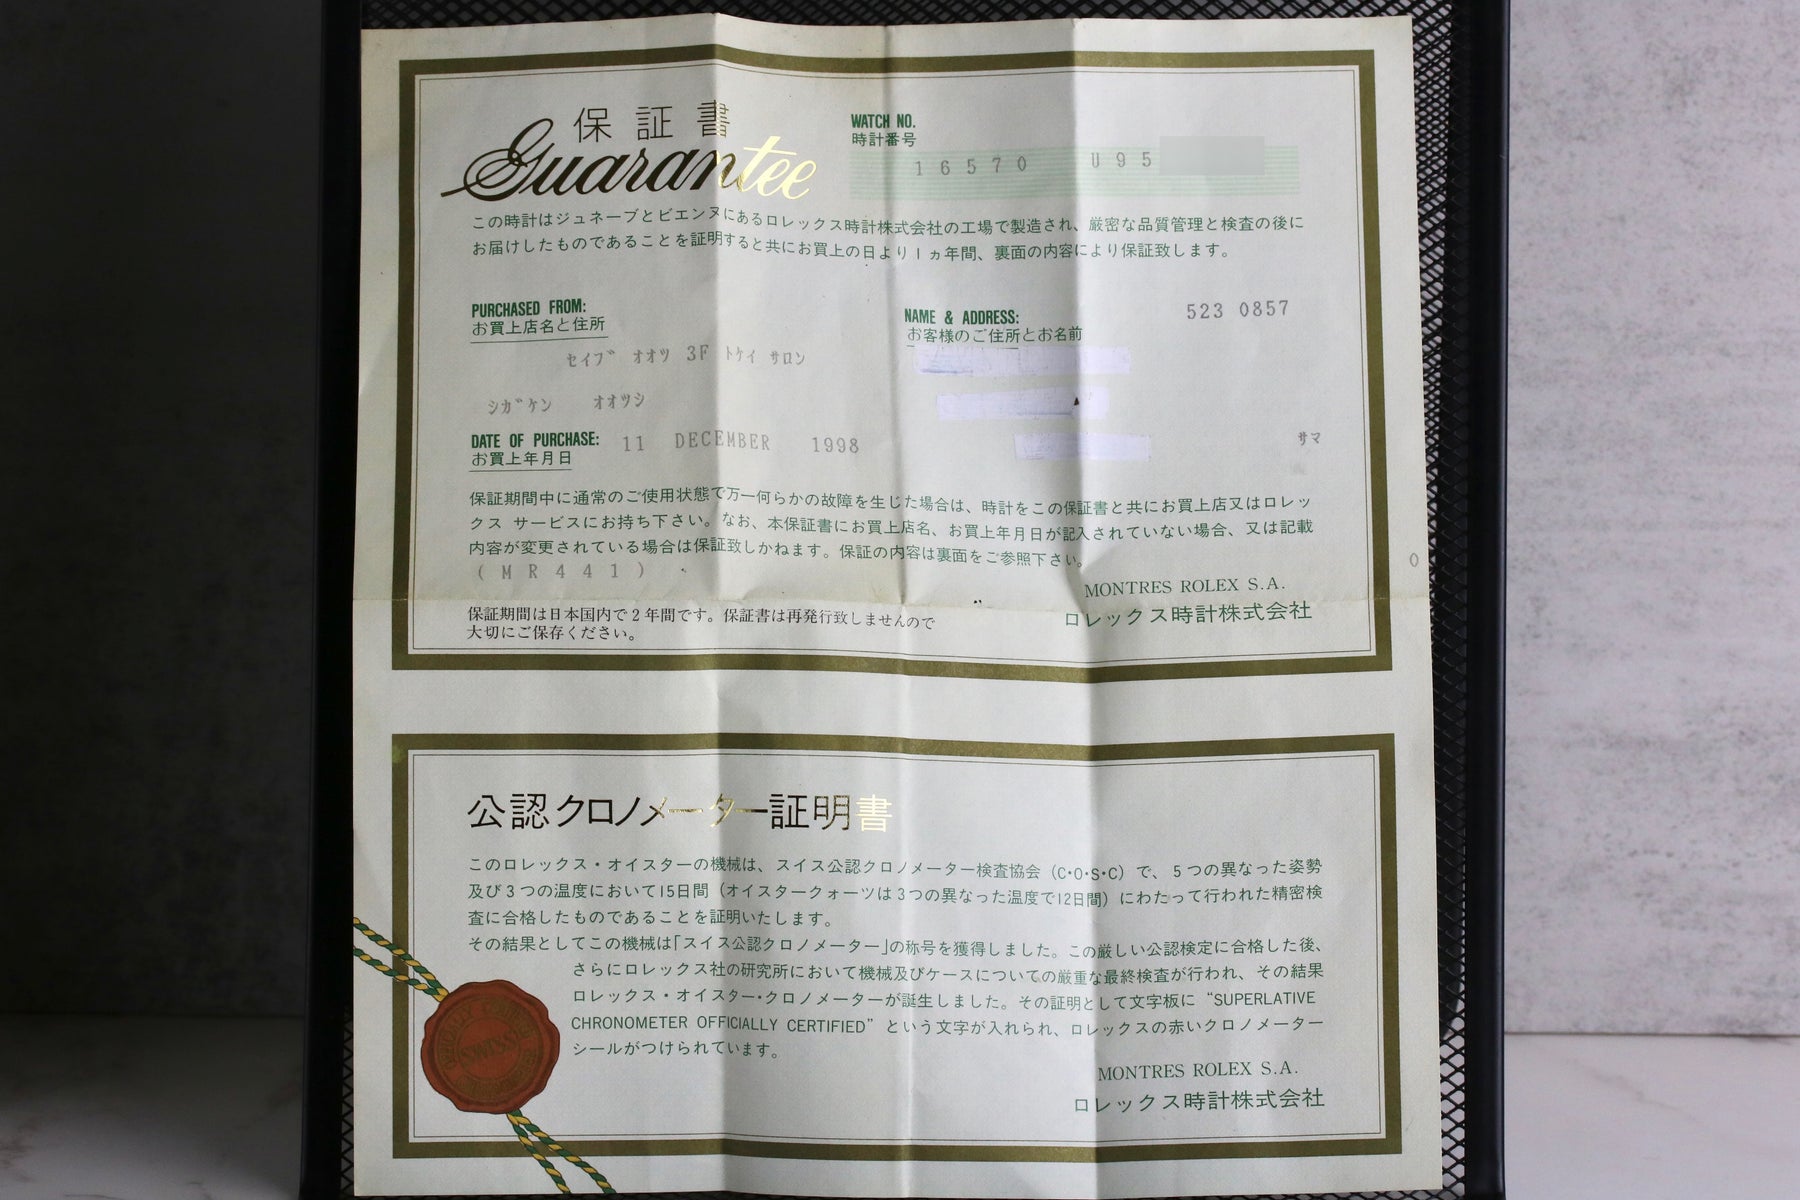 保証書
Guarantee
WATCH NO.
時計番号
16570 U95
この時計はジュネーブとビエンヌにあるロレックス時計株式会社の工場で製造され、厳密な品質管理と検査の後に
お届けしたものであることを証明すると共にお買上の日より1ヵ年間、裏面の内容により保証致します。
PURCHASED FROM:
お買上店名と住所
セイブ オオツ 3F トケイ サロン
シガケン オオツシ
NAME & ADDRESS:
お客様のご住所とお名前
523 0857
サマ
DATE OF PURCHASE:
お買上年月日
11 DECEMBER 1998
保証期間中に通常のご使用状態で万一何らかの故障を生じた場合は、時計をこの保証書と共にお買上店又はロレッ
クス サービスにお持ち下さい。なお、本保証書にお買上店名、お買上年月日が記入されていない場合、又は記載
内容が変更されている場合は保証致しかねます。保証の内容は裏面をご参照下さい。
(MR441)
0
MONTRES ROLEX S.A.
ロレックス時計株式会社
保証期間は日本国内で2年間です。保証書は再発行致しませんので
大切にご保存ください。
公認クロノメーター証明書
このロレックス・オイスターの機械は、スイス公認クロノメーター検査協会（C•O•S•C）で、5つの異なった姿勢
及び3つの温度において15日間（オイスタークォーツは3つの異なった温度で12日間）にわたって行われた精密検
査に合格したものであることを証明いたします。
その結果としてこの機械は「スイス公認クロノメーター」の称号を獲得しました。この厳しい公認検定に合格した後、
さらにロレックス社の研究所において機械及びケースについての厳重な最終検査が行われ、その結果
ロレックス・オイスター・クロノメーターが誕生しました。その証明として文字板に “SUPERLATIVE
CHRONOMETER OFFICIALLY CERTIFIED” という文字が入れられ、ロレックスの赤いクロノメーター
シールがつけられています。
SWISS
MONTRES ROLEX S.A.
ロレックス時計株式会社